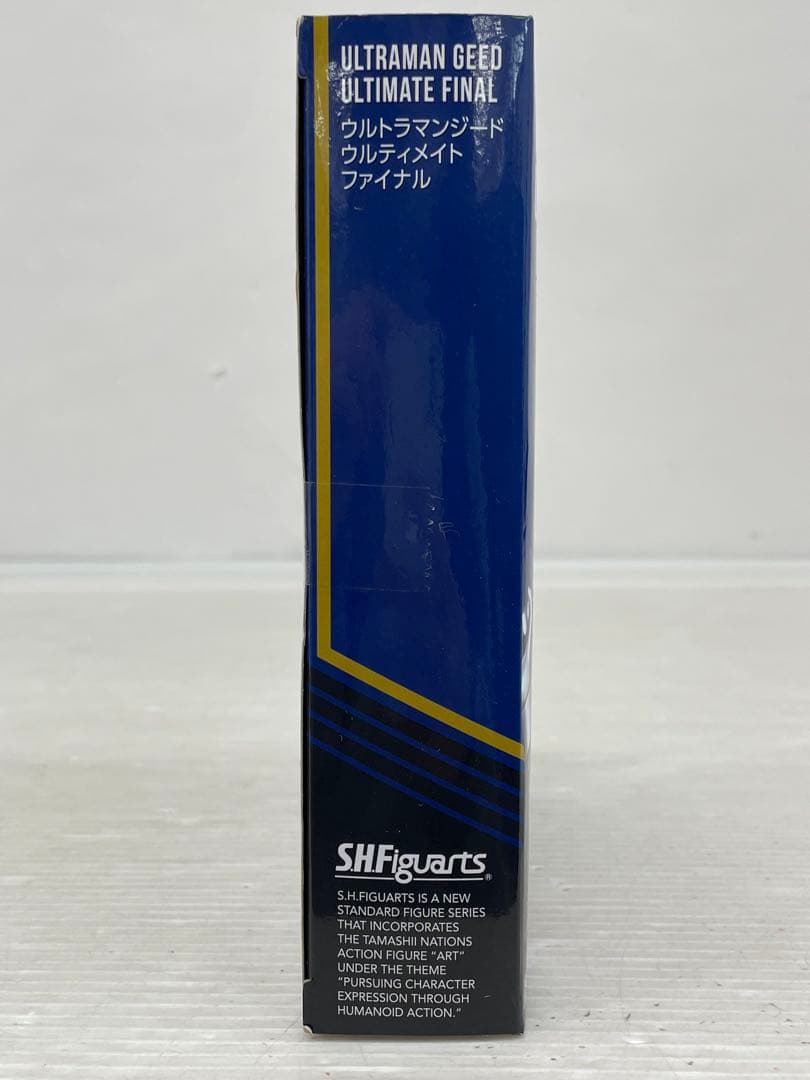 ULTRAMAN GEED
ULTIMATE FINAL
ウルトラマンジード
ウルティメイト
ファイナル
S.H.Figuarts®
S.H.FIGUARTS IS A NEW
STANDARD FIGURE SERIES
THAT INCORPORATES
THE TAMASHII NATIONS
ACTION FIGURE “ART”
UNDER THE THEME
“PURSUING CHARACTER
EXPRESSION THROUGH
HUMANOID ACTION.”